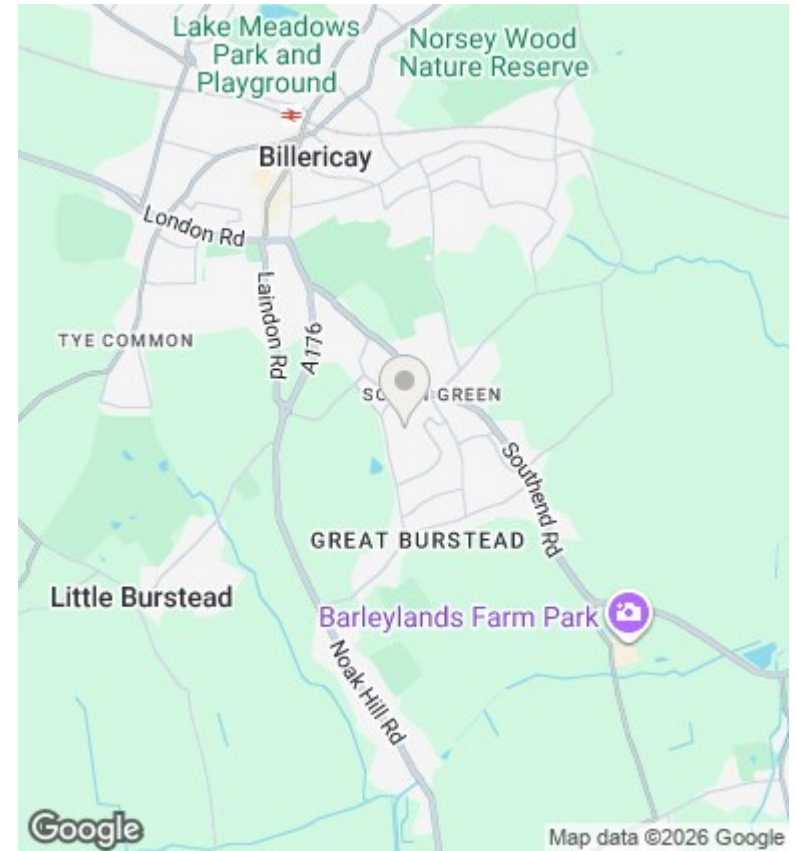 Lake Meadows
Park and
Playground
Norsey Wood
Nature Reserve
Billericay
London Rd
Laindon Rd
A176
TYE COMMON
GREEN
Southend Rd
GREAT BURSTEAD
Little Burstead
Barleylands Farm Park
Noak Hill Rd
Google
Map data ©2026 Google